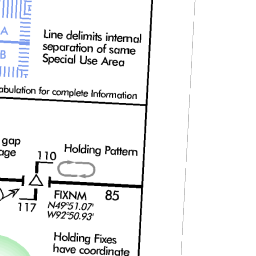 A
B
Line delimits internal
separation of same
Special Use Area
abulation for complete information
gap
age
110
Holding Pattern
FIXNM
85
117
N49°51.07'
W92°50.93'
Holding Fixes
have coordinate